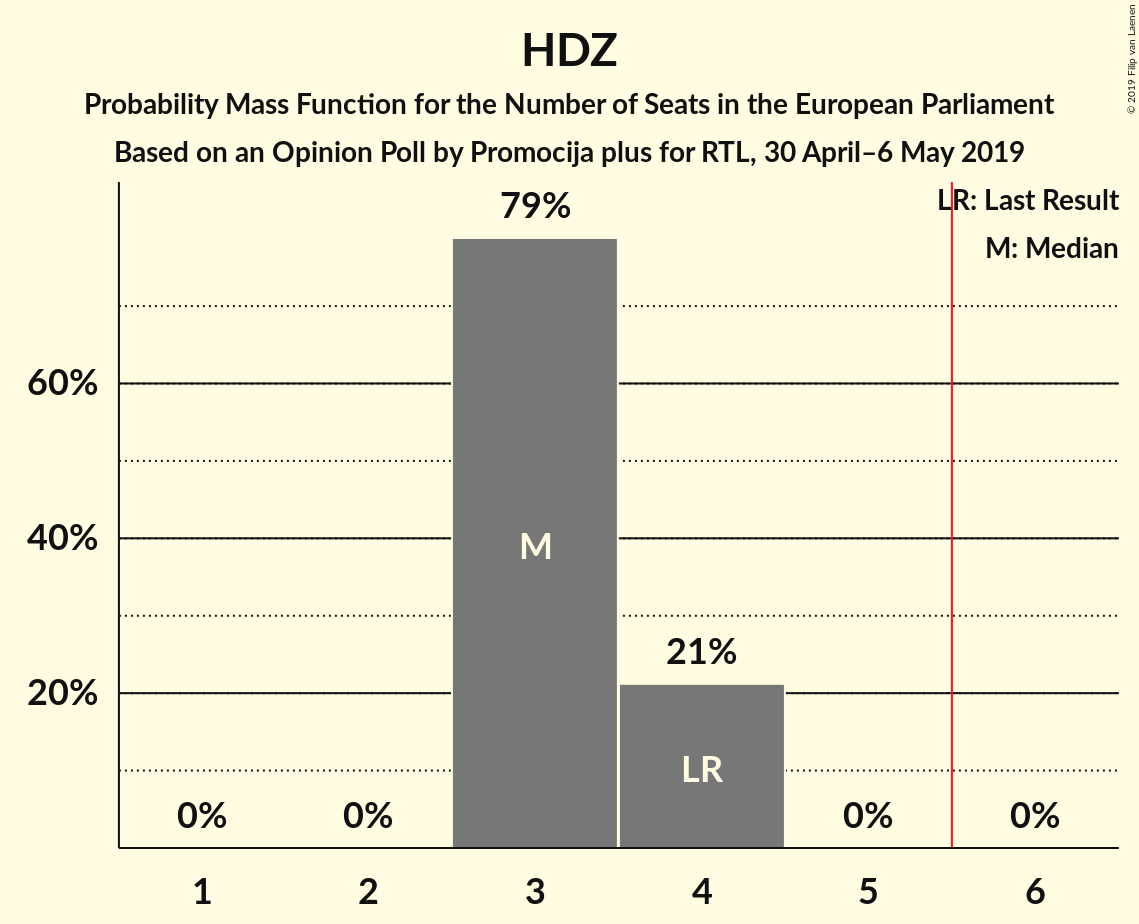 HDZ
Probability Mass Function for the Number of Seats in the European Parliament
Based on an Opinion Poll by Promocija plus for RTL, 30 April–6 May 2019
© 2019 Filip van Laenen
LR: Last Result
M: Median
79%
60%
40%
20%
M
21%
LR
0%
0%
0%
0%
1
2
3
4
5
6